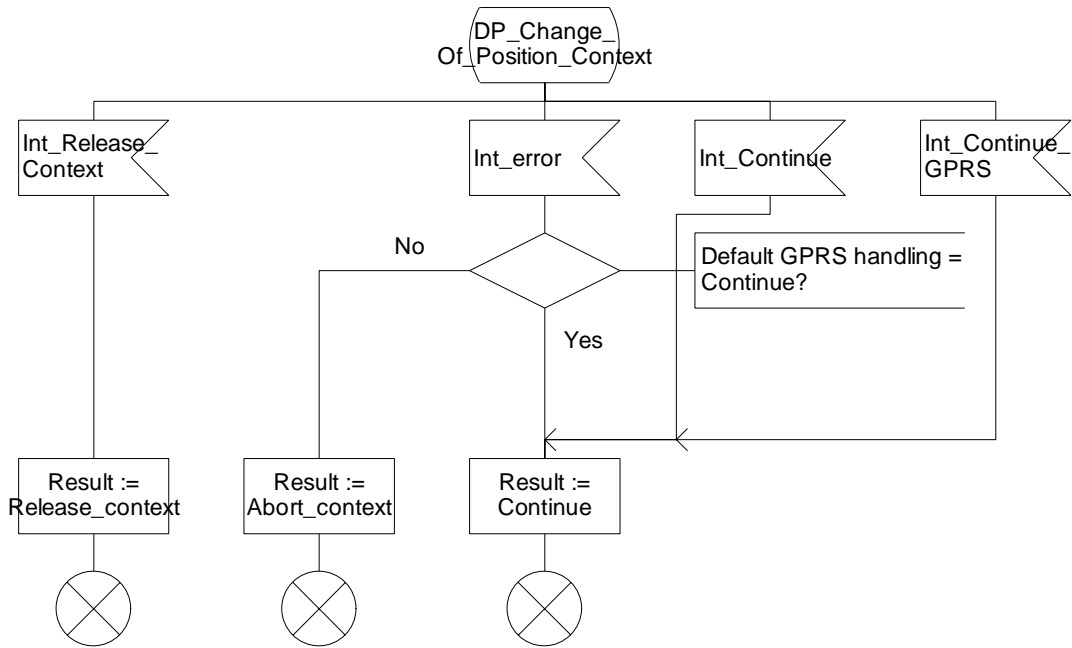 DP_Change_
Of_Position_Context
Int_Release_
Context
Int_error
Int_Continue
Int_Continue_
GPRS
No
Default GPRS handling =
Continue?
Yes
Result :=
Release_context
Result :=
Abort_context
Result :=
Continue